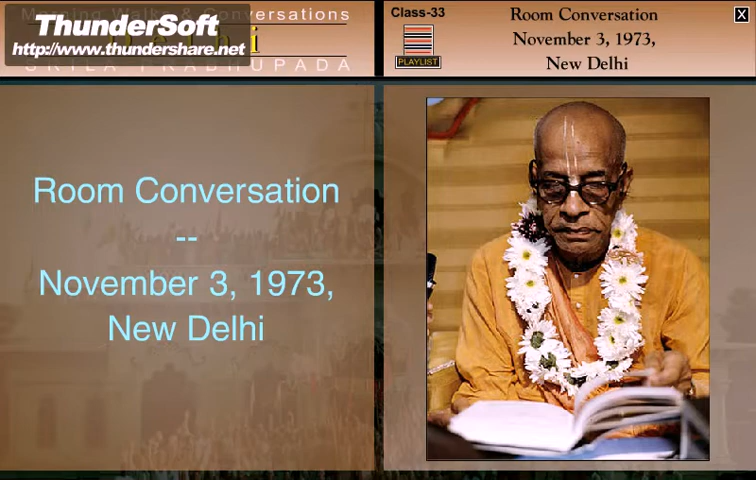 Morning Walks & Conversations
ThunderSoft
http://www.thundershare.net
SRILA PRABHUPADA
Class-33
PLAYLIST
Room Conversation
November 3, 1973,
New Delhi
X
Room Conversation
--
November 3, 1973,
New Delhi